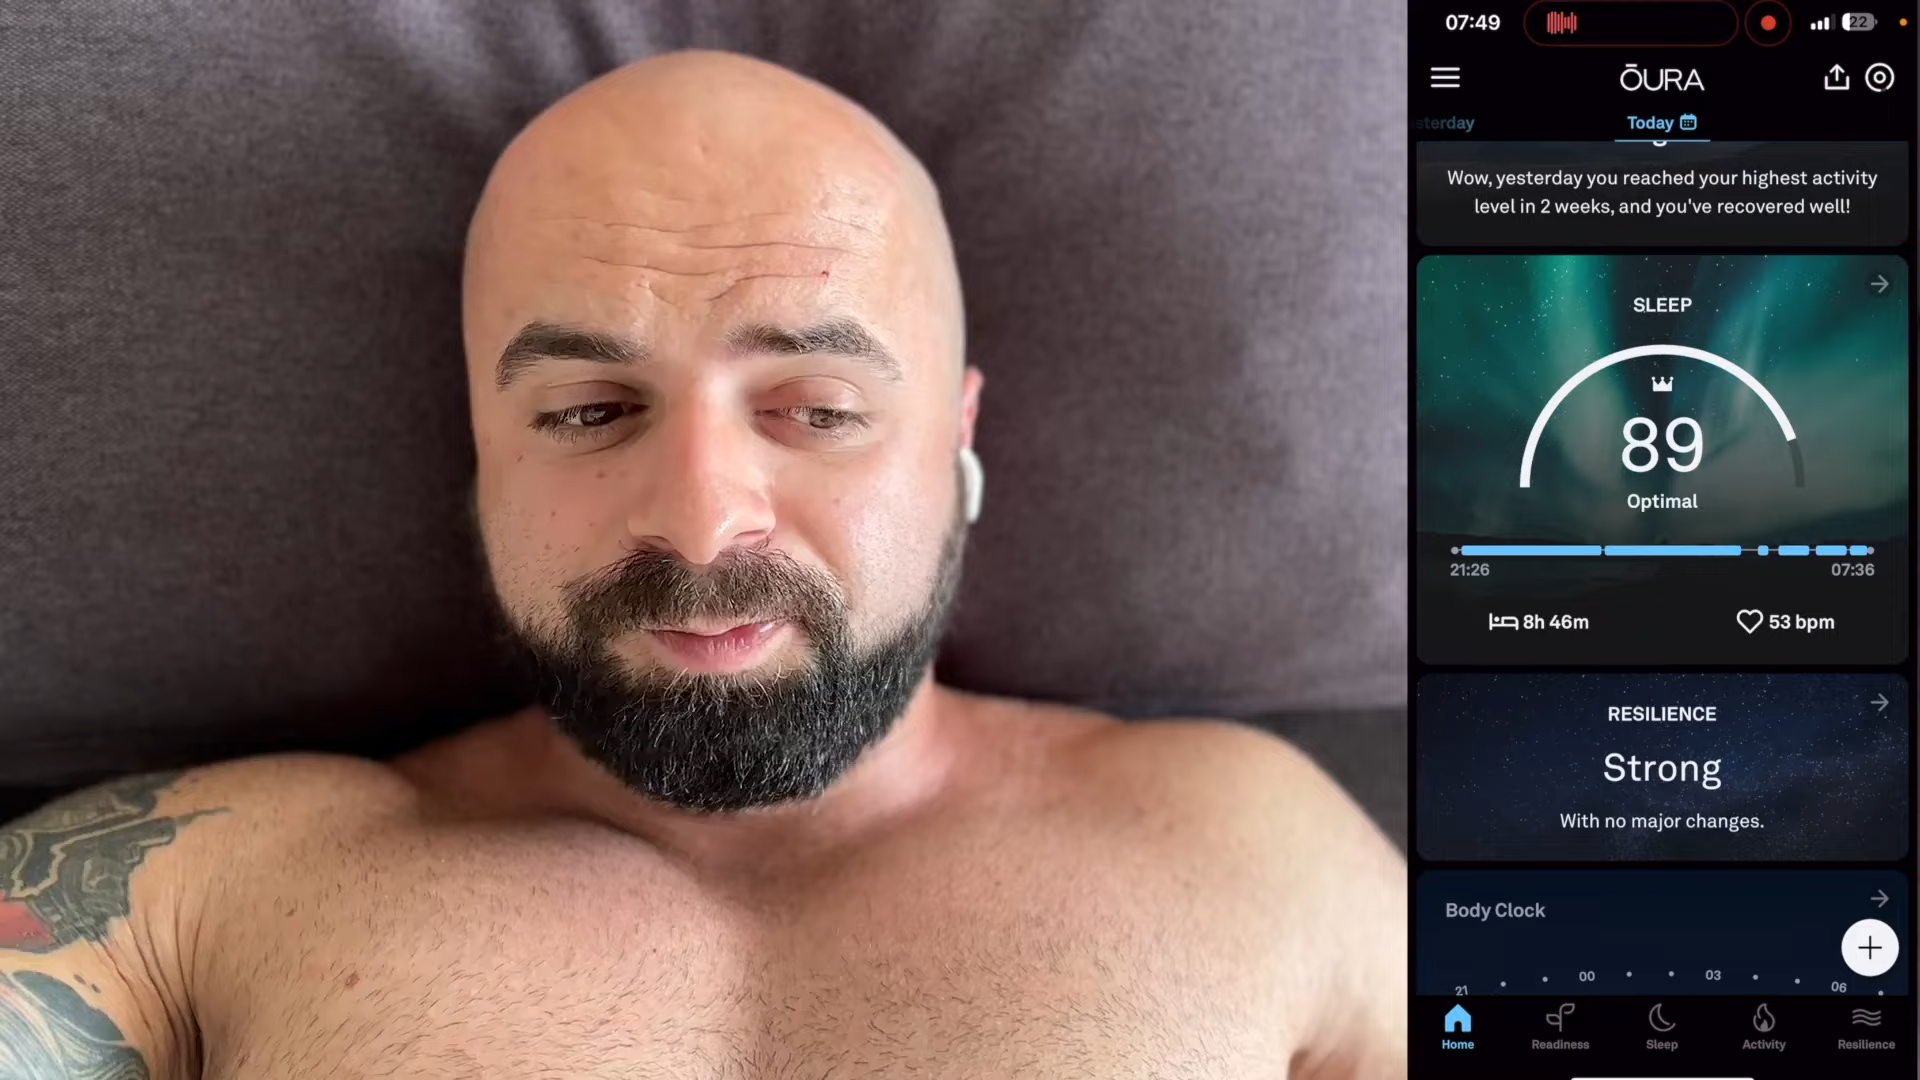 07:49
22
ŌURA
sterday
Today
Wow, yesterday you reached your highest activity
level in 2 weeks, and you've recovered well!
SLEEP
89
Optimal
21:26
07:36
8h 46m
53 bpm
RESILIENCE
Strong
With no major changes.
Body Clock
21
00
03
06
Home
Readiness
Sleep
Activity
Resilience